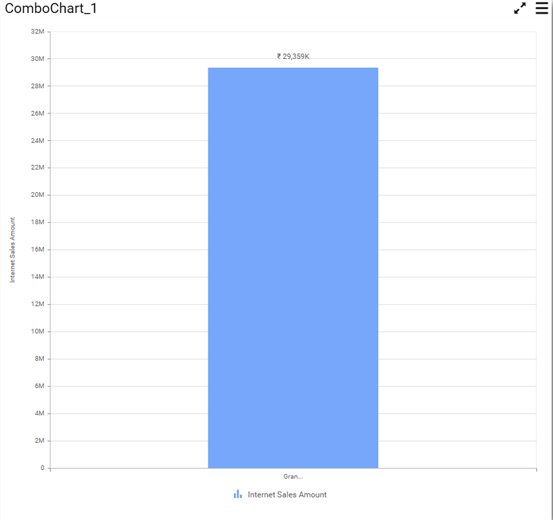 ComboChart_1
32M
₹ 29,359K
30M
28M
26M
24M
22M
20M
18M
16M
14M
12M
10M
8M
6M
4M
2M
0
Internet Sales Amount
Gran...
Internet Sales Amount